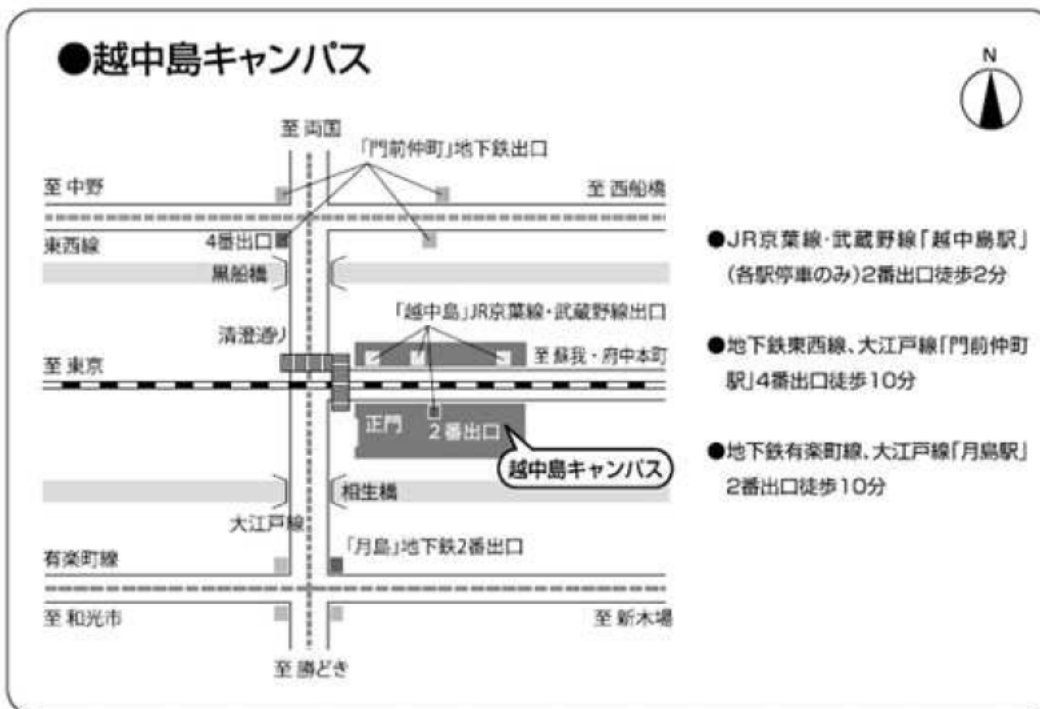 ●越中島キャンパス
N
至 両国
「門前仲町」地下鉄出口
至 中野
至 西船橋
東西線
4番出口
黒船橋
「越中島」JR京葉線・武蔵野線出口
清澄通り
至 東京
至 蘇我・府中本町
正門
2番出口
越中島キャンパス
相生橋
大江戸線
「月島」地下鉄2番出口
有楽町線
至 和光市
至 新木場
至 勝どき
●JR京葉線・武蔵野線「越中島駅」
(各駅停車のみ)2番出口徒歩2分
●地下鉄東西線、大江戸線「門前仲町
駅」4番出口徒歩10分
●地下鉄有楽町線、大江戸線「月島駅」
2番出口徒歩10分